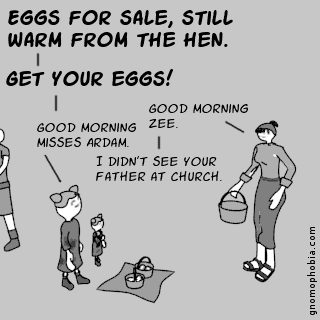 EGGS FOR SALE, STILL
WARM FROM THE HEN.
GET YOUR EGGS!
GOOD MORNING
MISSES ARDAM.
GOOD MORNING
ZEE.
I DIDN'T SEE YOUR
FATHER AT CHURCH.
gnomophobia.com